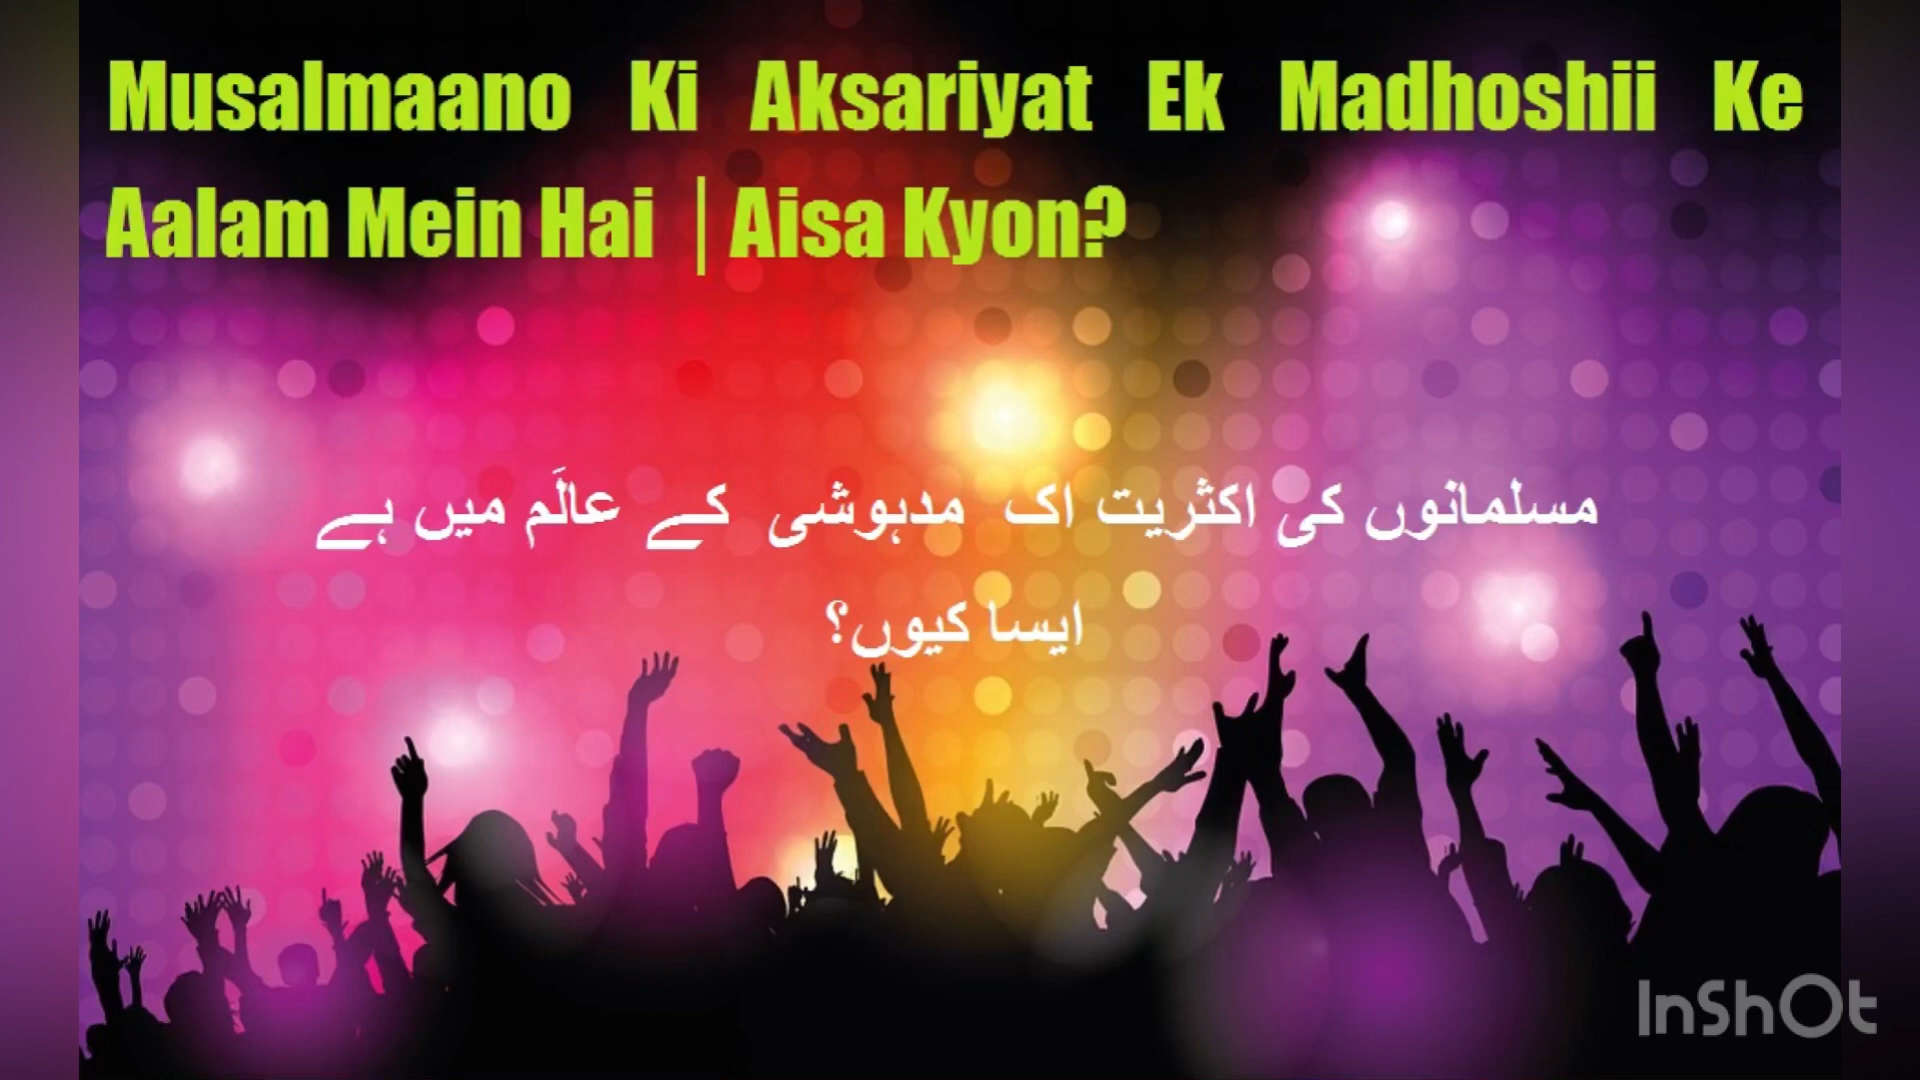 Musalmaano Ki Aksariyat Ek Madhoshii Ke
Aalam Mein Hai | Aisa Kyon?
مسلمانوں کی اکثریت اک مدہوشی کے عالَم میں ہے
ایسا کیوں؟
InShOt